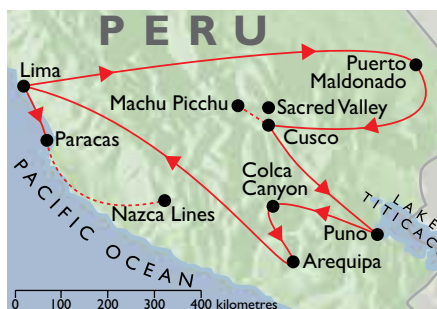 PERU
Lima
Puerto
Maldonado
Machu Picchu
Sacred Valley
Cusco
Paracas
Colca
Canyon
Nazca Lines
Puno
LAKE
TITICACA
Arequipa
PACIFIC OCEAN
0 100 200 300 400 kilometres